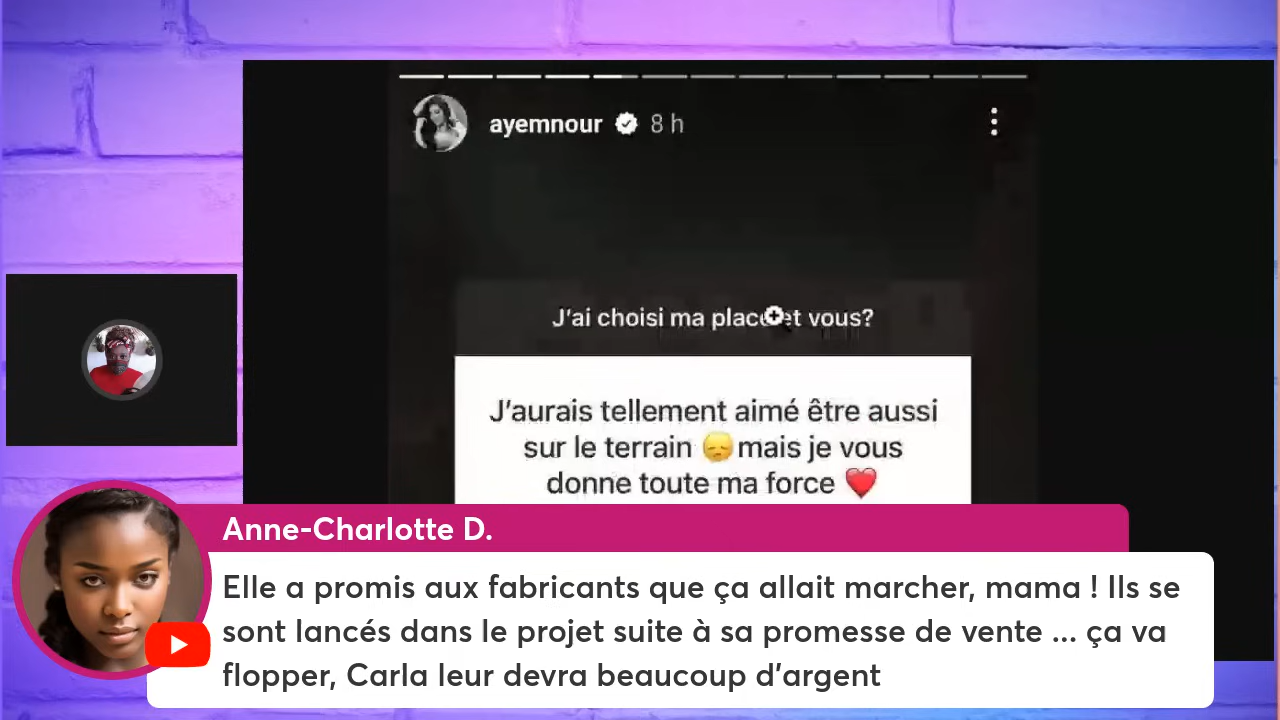 ayemnour 8 h
J'ai choisi ma place et vous?
J'aurais tellement aimé être aussi
sur le terrain 😞 mais je vous
donne toute ma force ❤️
Anne-Charlotte D.
Elle a promis aux fabricants que ça allait marcher, mama ! Ils se
sont lancés dans le projet suite à sa promesse de vente ... ça va
flopper, Carla leur devra beaucoup d'argent